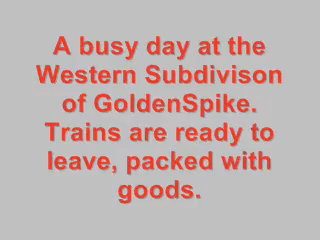 A busy day at the
Western Subdivison
of GoldenSpike.
Trains are ready to
leave, packed with
goods.